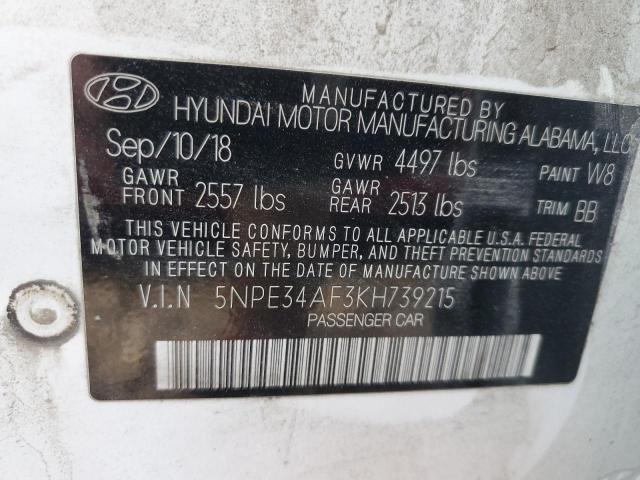 MANUFACTURED BY
HYUNDAI MOTOR MANUFACTURING ALABAMA, LLC
Sep/10/18 GVWR 4497 lbs PAINT W8
GAWR FRONT 2557 lbs GAWR REAR 2513 lbs TRIM BB
THIS VEHICLE CONFORMS TO ALL APPLICABLE U.S.A. FEDERAL
MOTOR VEHICLE SAFETY, BUMPER, AND THEFT PREVENTION STANDARDS
IN EFFECT ON THE DATE OF MANUFACTURE SHOWN ABOVE.
V.I.N 5NPE34AF3KH739215
PASSENGER CAR